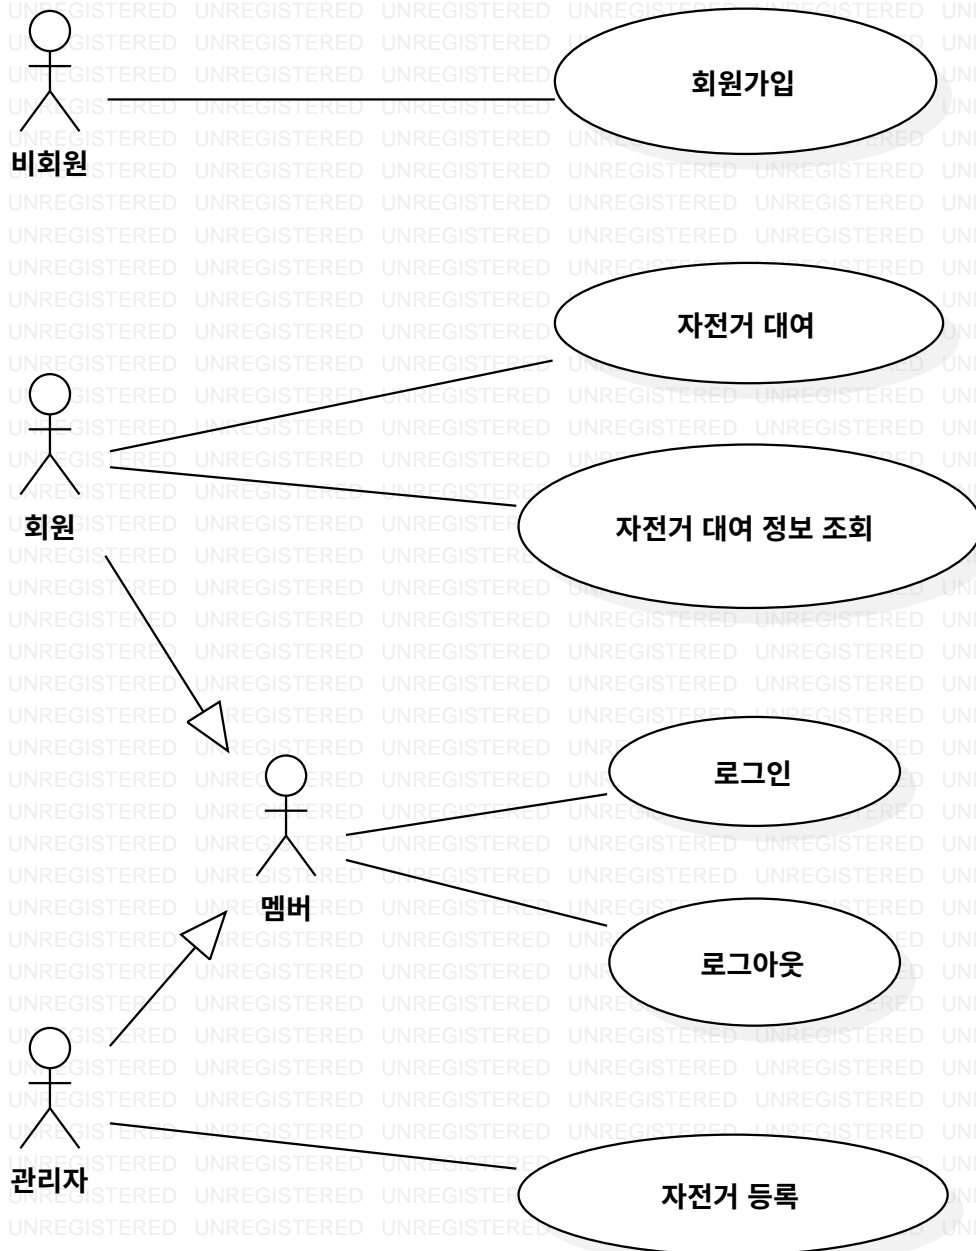 비회원
회원가입
자전거 대여
회원
자전거 대여 정보 조회
멤버
로그인
로그아웃
관리자
자전거 등록
UNREGISTERED